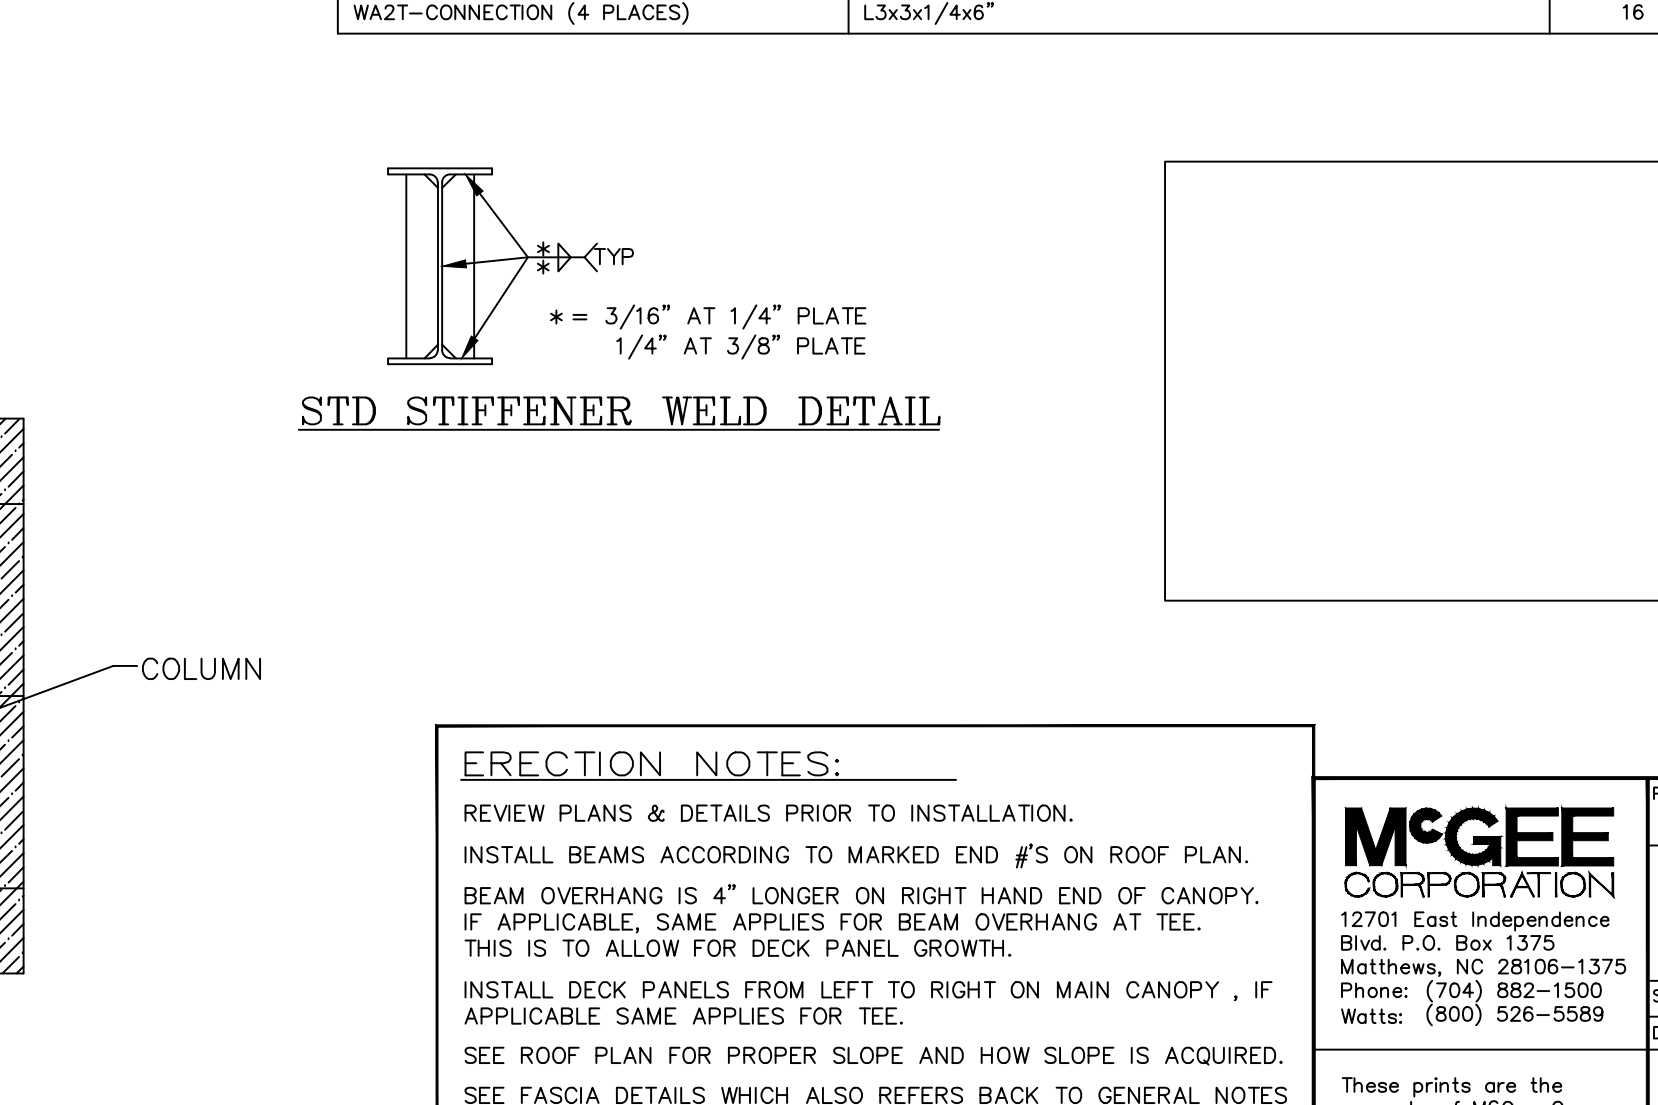 WA2T-CONNECTION (4 PLACES) L3x3x1/4x6" 16
*
*
TYP
* = 3/16" AT 1/4" PLATE
1/4" AT 3/8" PLATE
STD STIFFENER WELD DETAIL
COLUMN
ERECTION NOTES:
REVIEW PLANS & DETAILS PRIOR TO INSTALLATION.
INSTALL BEAMS ACCORDING TO MARKED END #'S ON ROOF PLAN.
BEAM OVERHANG IS 4" LONGER ON RIGHT HAND END OF CANOPY.
IF APPLICABLE, SAME APPLIES FOR BEAM OVERHANG AT TEE.
THIS IS TO ALLOW FOR DECK PANEL GROWTH.
INSTALL DECK PANELS FROM LEFT TO RIGHT ON MAIN CANOPY , IF
APPLICABLE SAME APPLIES FOR TEE.
SEE ROOF PLAN FOR PROPER SLOPE AND HOW SLOPE IS ACQUIRED.
SEE FASCIA DETAILS WHICH ALSO REFERS BACK TO GENERAL NOTES
McGEE
CORPORATION
12701 East Independence
Blvd. P.O. Box 1375
Matthews, NC 28106-1375
Phone: (704) 882-1500
Watts: (800) 526-5589
These prints are the